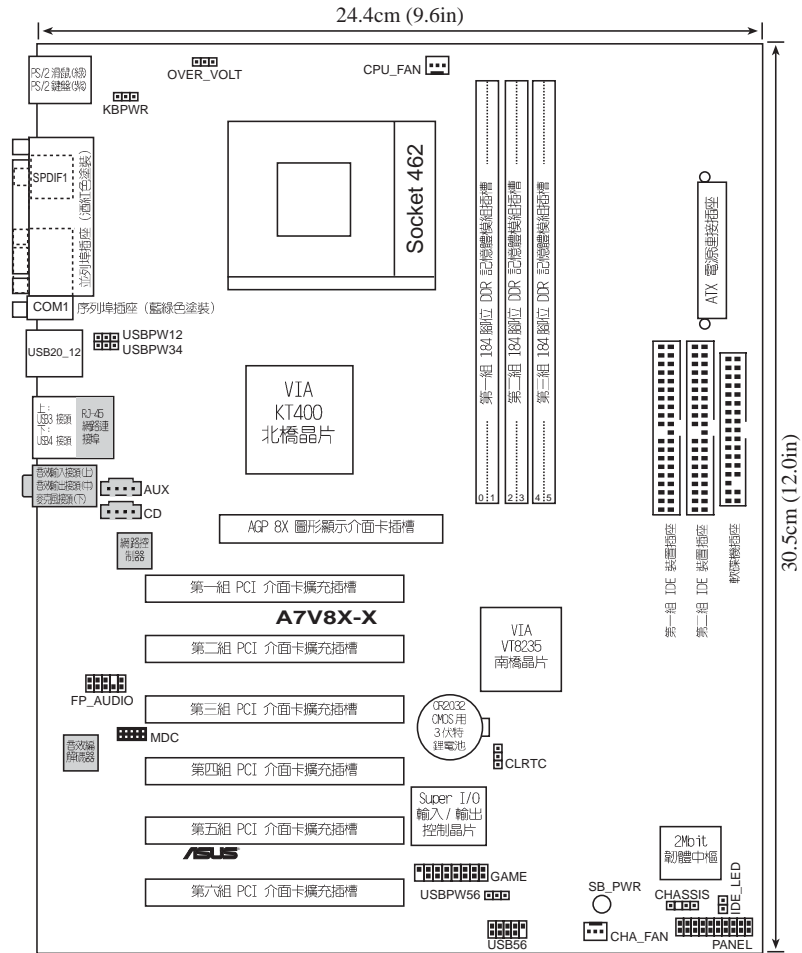 24.4cm (9.6in)
PS/2 滑鼠(綠)
PS/2 鍵盤(紫)
OVER_VOLT
KBPWR
CPU_FAN
SPDIF1
並列埠插座 (酒紅色塗裝)
Socket 462
第一組 184 腳位 DDR 記憶體模組插槽
第二組 184 腳位 DDR 記憶體模組插槽
第三組 184 腳位 DDR 記憶體模組插槽
ATX 電源連接插座
COM1
序列埠插座 (藍綠色塗裝)
USBPW12
USBPW34
USB20_12
VIA
KT400
北橋晶片
上:
USB3 接頭
下:
USB4 接頭
RJ-45
網路連
接埠
音效輸入接頭(上)
音效輸出接頭(中)
麥克風接頭(下)
AUX
CD
0 1
2 3
4 5
30.5cm (12.0in)
AGP 8X 圖形顯示介面卡插槽
網路控
制器
第一組 IDE 裝置插座
第二組 IDE 裝置插座
軟碟機插座
第一組 PCI 介面卡擴充插槽
A7V8X-X
第二組 PCI 介面卡擴充插槽
VIA
VT8235
南橋晶片
FP_AUDIO
第三組 PCI 介面卡擴充插槽
CR2032
CMOS 用
3 伏特
鋰電池
MDC
CLRTC
音效編
解碼器
第四組 PCI 介面卡擴充插槽
Super I/O
輸入/輸出
控制晶片
第五組 PCI 介面卡擴充插槽
ASUS
2Mbit
韌體中樞
GAME
第六組 PCI 介面卡擴充插槽
USBPW56
SB_PWR
CHASSIS
IDE_LED
USB56
CHA_FAN
PANEL